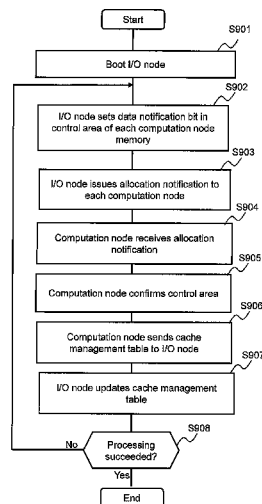 Start
S901
Boot I/O node
S902
I/O node sets data notification bit in
control area of each computation node
memory
S903
I/O node issues allocation notification to
each computation node
S904
Computation node receives allocation
notification
S905
Computation node confirms control area
S906
Computation node sends cache
management table to I/O node
S907
I/O node updates cache management
table
S908
No
Processing
succeeded?
Yes
End